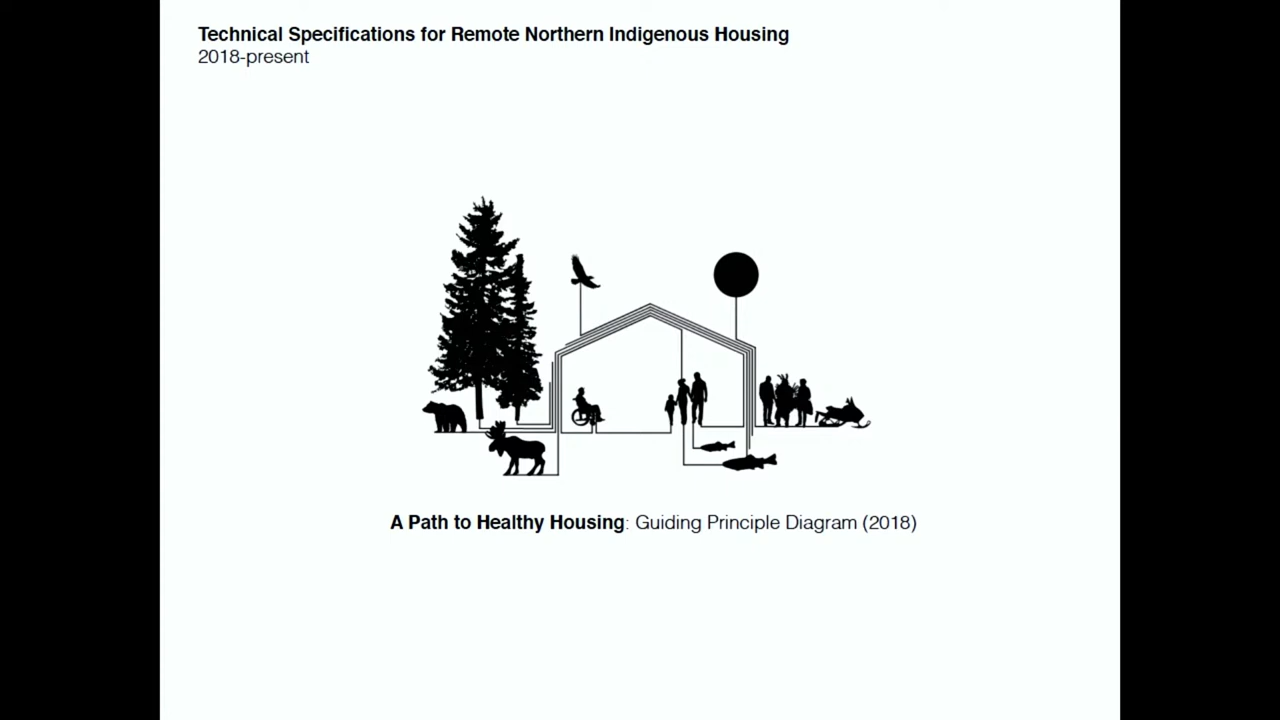 Technical Specifications for Remote Northern Indigenous Housing
2018-present
A Path to Healthy Housing: Guiding Principle Diagram (2018)